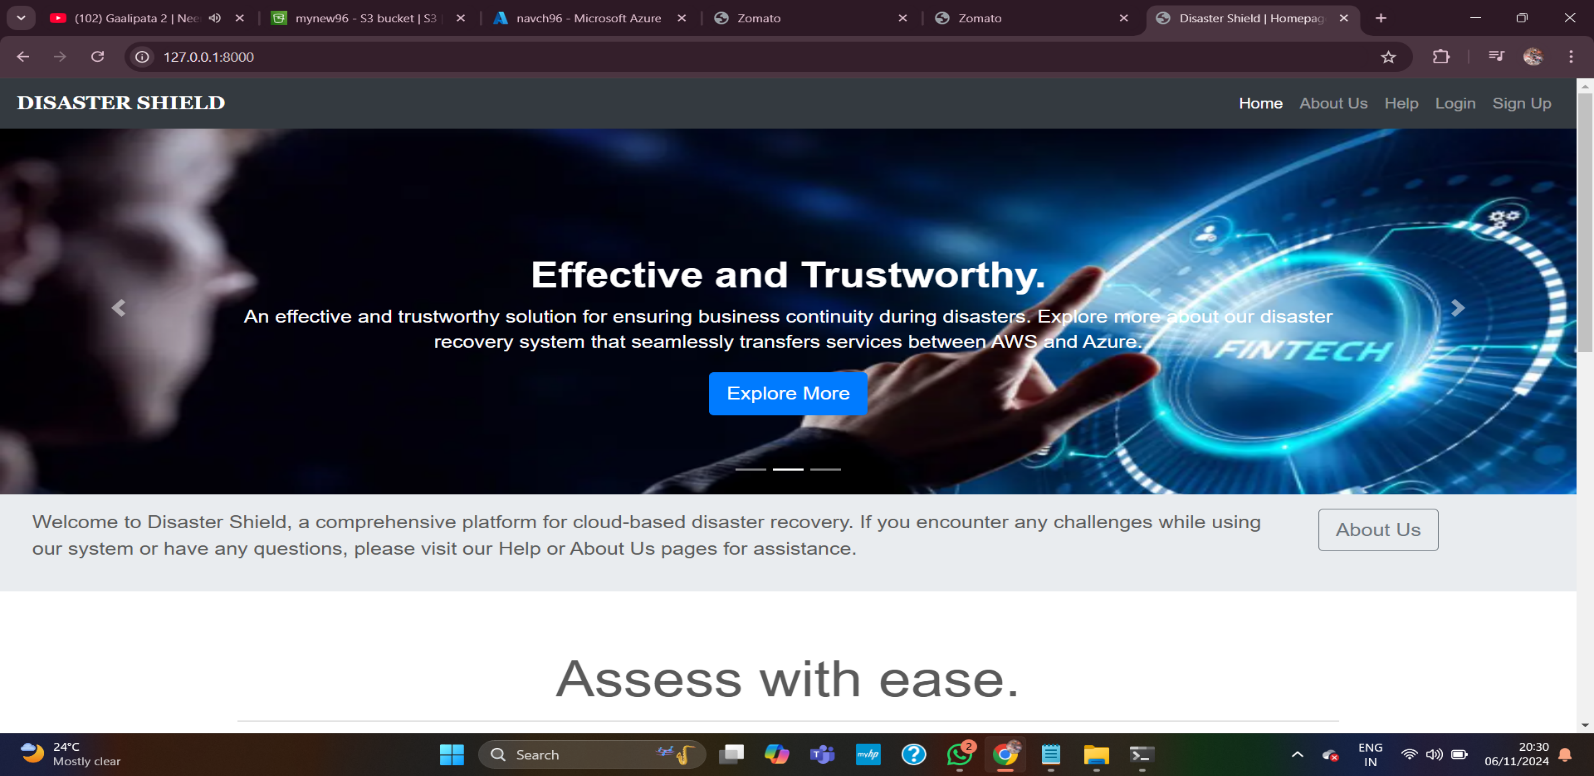 (102) Gaalipata 2 | Nee
mynew96 - S3 bucket | S3
navch96 - Microsoft Azure
Zomato
Zomato
Disaster Shield | Homepag
127.0.0.1:8000
DISASTER SHIELD
Home About Us Help Login Sign Up
Effective and Trustworthy.
An effective and trustworthy solution for ensuring business continuity during disasters. Explore more about our disaster
recovery system that seamlessly transfers services between AWS and Azure.
FINTECH
Explore More
Welcome to Disaster Shield, a comprehensive platform for cloud-based disaster recovery. If you encounter any challenges while using
our system or have any questions, please visit our Help or About Us pages for assistance.
About Us
Assess with ease.
24°C
Mostly clear
Search
myhp
2
ENG
IN
20:30
06/11/2024